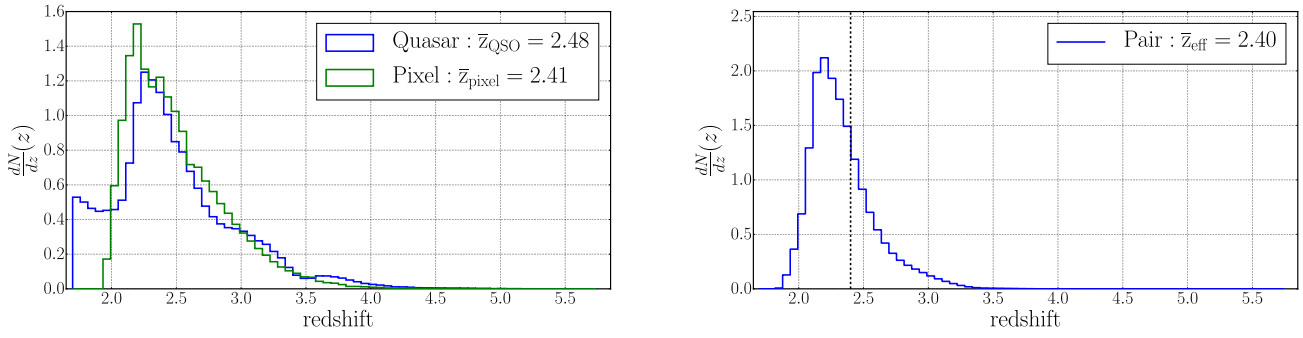 1.6
1.4
1.2
1.0
0.8
0.6
0.4
0.2
0.0
dN/dz (z)
Quasar : z̅_QSO = 2.48
Pixel : z̅_pixel = 2.41
2.0 2.5 3.0 3.5 4.0 4.5 5.0 5.5
redshift
2.5
2.0
1.5
1.0
0.5
0.0
dN/dz (z)
Pair : z̅_eff = 2.40
2.0 2.5 3.0 3.5 4.0 4.5 5.0 5.5
redshift